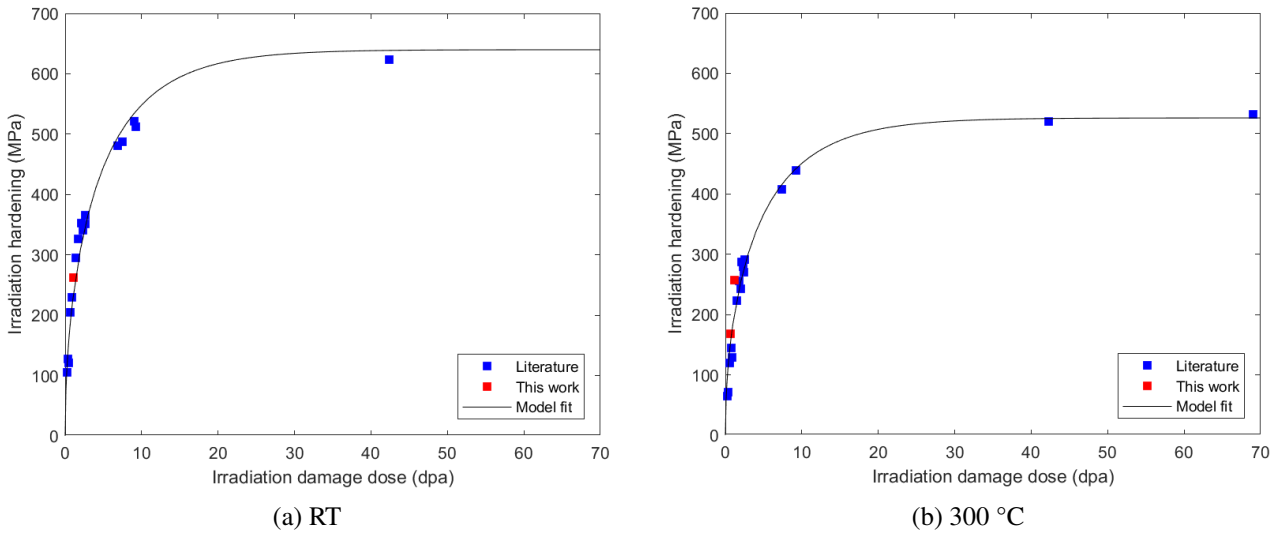 700
600
500
400
300
200
100
0
Irradiation hardening (MPa)
Literature
This work
Model fit
0 10 20 30 40 50 60 70
Irradiation damage dose (dpa)
(a) RT
700
600
500
400
300
200
100
0
Irradiation hardening (MPa)
Literature
This work
Model fit
0 10 20 30 40 50 60 70
Irradiation damage dose (dpa)
(b) 300 °C